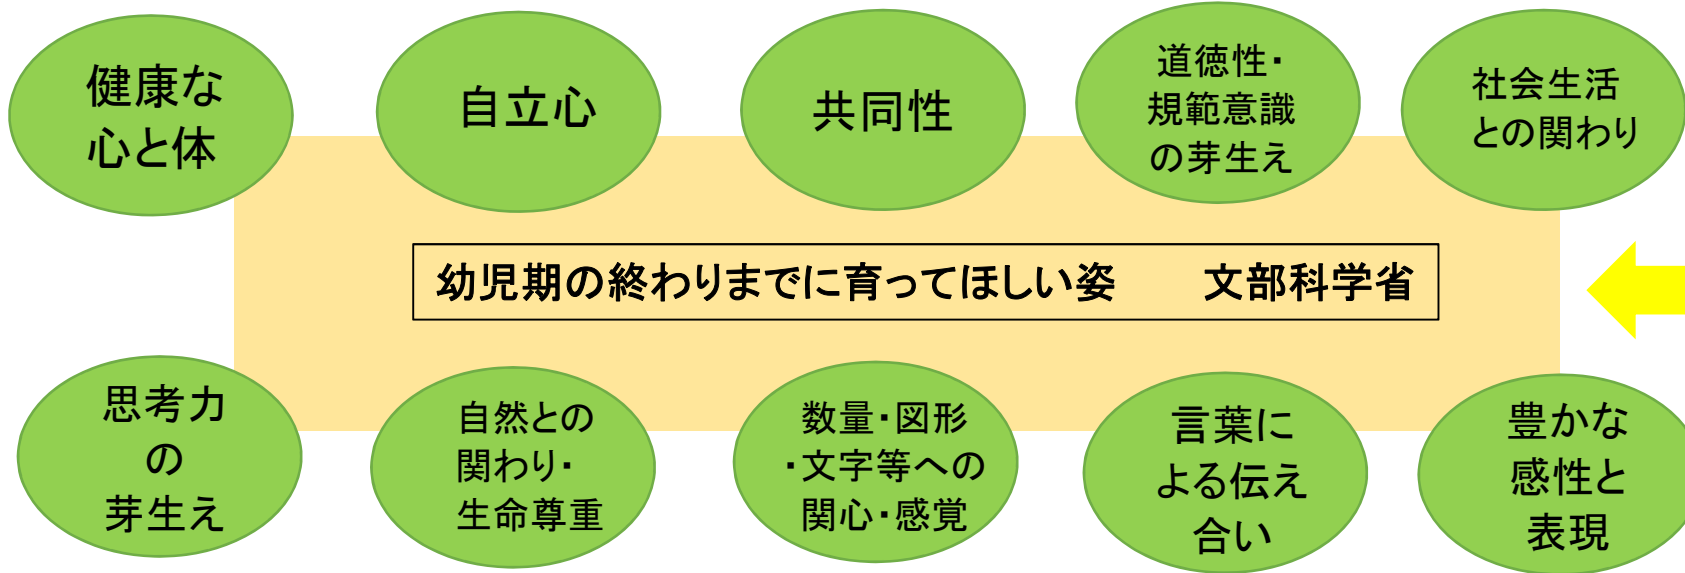 健康な
心と体
自立心
共同性
道徳性・
規範意識
の芽生え
社会生活
との関わり
幼児期の終わりまでに育ってほしい姿　　文部科学省
思考力
の
芽生え
自然との
関わり・
生命尊重
数量・図形
・文字等への
関心・感覚
言葉に
よる伝え
合い
豊かな
感性と
表現